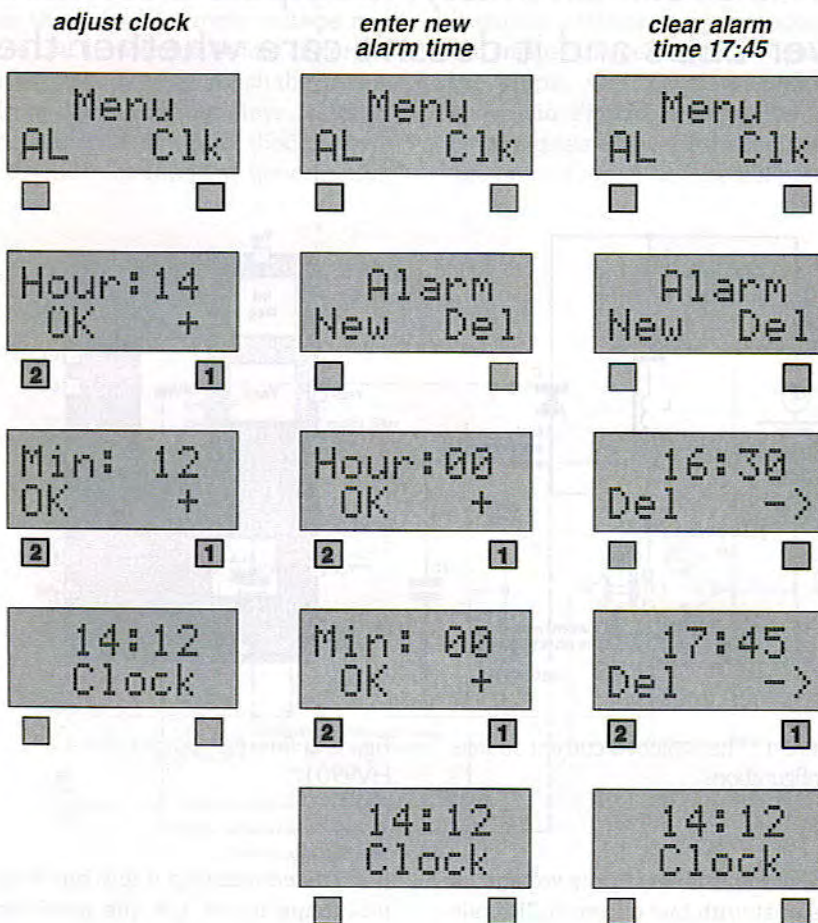 adjust clock
Menu
AL Clk
Hour:14
OK +
2 1
Min: 12
OK +
2 1
14:12
Clock
enter new
alarm time
Menu
AL Clk
Alarm
New Del
Hour:00
OK +
2 1
Min: 00
OK +
2 1
14:12
Clock
clear alarm
time 17:45
Menu
AL Clk
Alarm
New Del
16:30
Del ->
17:45
Del ->
2 1
14:12
Clock